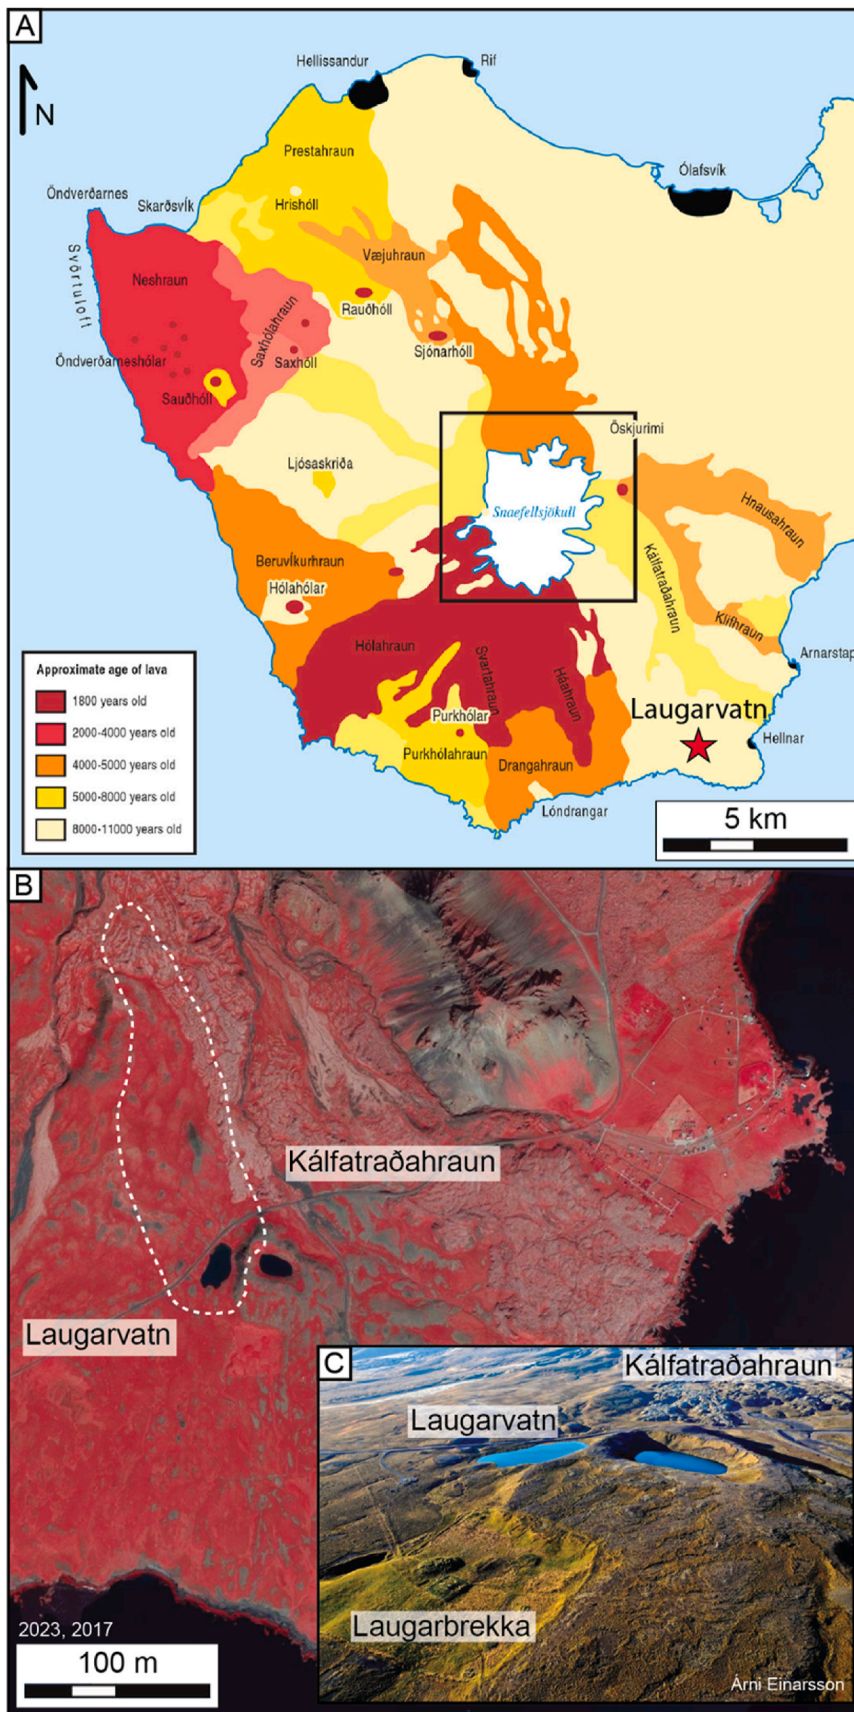 A
N
Hellissandur
Rif
Ólafsvík
Prestahraun
Öndverðarnes
Skarðsvík
Hrishóll
Væjuhraun
Svörtuloft
Neshraun
Rauðhóll
Saxhólahraun
Sjónarhóll
Öndverðarneshólar
Saxhóll
Sauðhóll
Öskjurimi
Ljósaskriða
Snaefellsjökull
Hnausahraun
Beruvíkurhraun
Kálfatraðahraun
Hólahólar
Klifhraun
Hólahraun
Svartahraun
Háahraun
Arnarstap
Approximate age of lava
1800 years old
2000-4000 years old
4000-5000 years old
5000-8000 years old
8000-11000 years old
Purkhólar
Laugarvatn
Hellnar
Purkhólahraun
Drangahraun
Lóndrangar
5 km
B
Kálfatraðahraun
Laugarvatn
2023, 2017
100 m
C
Kálfatraðahraun
Laugarvatn
Laugarbrekka
Árni Einarsson